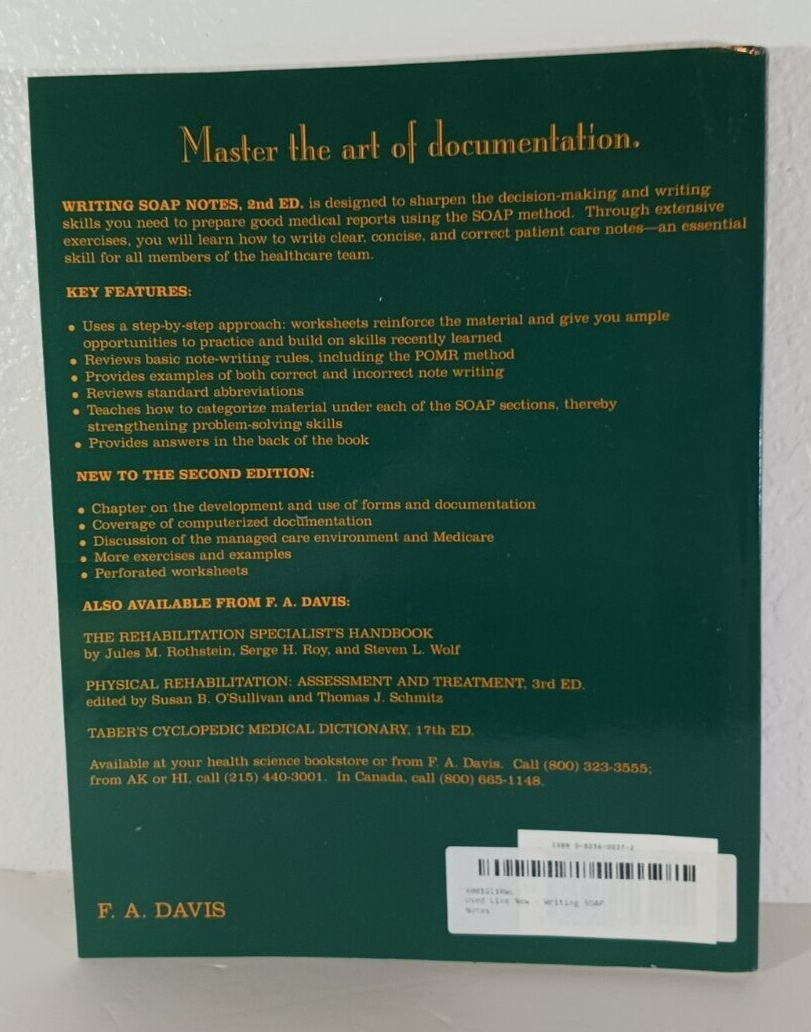 Master the art of documentation.
WRITING SOAP NOTES, 2nd ED. is designed to sharpen the decision-making and writing
skills you need to prepare good medical reports using the SOAP method. Through extensive
exercises, you will learn how to write clear, concise, and correct patient care notes—an essential
skill for all members of the healthcare team.
KEY FEATURES:
• Uses a step-by-step approach: worksheets reinforce the material and give you ample
opportunities to practice and build on skills recently learned
• Reviews basic note-writing rules, including the POMR method
• Provides examples of both correct and incorrect note writing
• Reviews standard abbreviations
• Teaches how to categorize material under each of the SOAP sections, thereby
strengthening problem-solving skills
• Provides answers in the back of the book
NEW TO THE SECOND EDITION:
• Chapter on the development and use of forms and documentation
• Coverage of computerized documentation
• Discussion of the managed care environment and Medicare
• More exercises and examples
• Perforated worksheets
ALSO AVAILABLE FROM F. A. DAVIS:
THE REHABILITATION SPECIALIST'S HANDBOOK
by Jules M. Rothstein, Serge H. Roy, and Steven L. Wolf
PHYSICAL REHABILITATION: ASSESSMENT AND TREATMENT, 3rd ED.
edited by Susan B. O'Sullivan and Thomas J. Schmitz
TABER'S CYCLOPEDIC MEDICAL DICTIONARY, 17th ED.
Available at your health science bookstore or from F. A. Davis. Call (800) 323-3555;
from AK or HI, call (215) 440-3001. In Canada, call (800) 665-1148.
ISBN 0-8036-0037-2
Used Like New - Writing SOAP
Notes
F. A. DAVIS